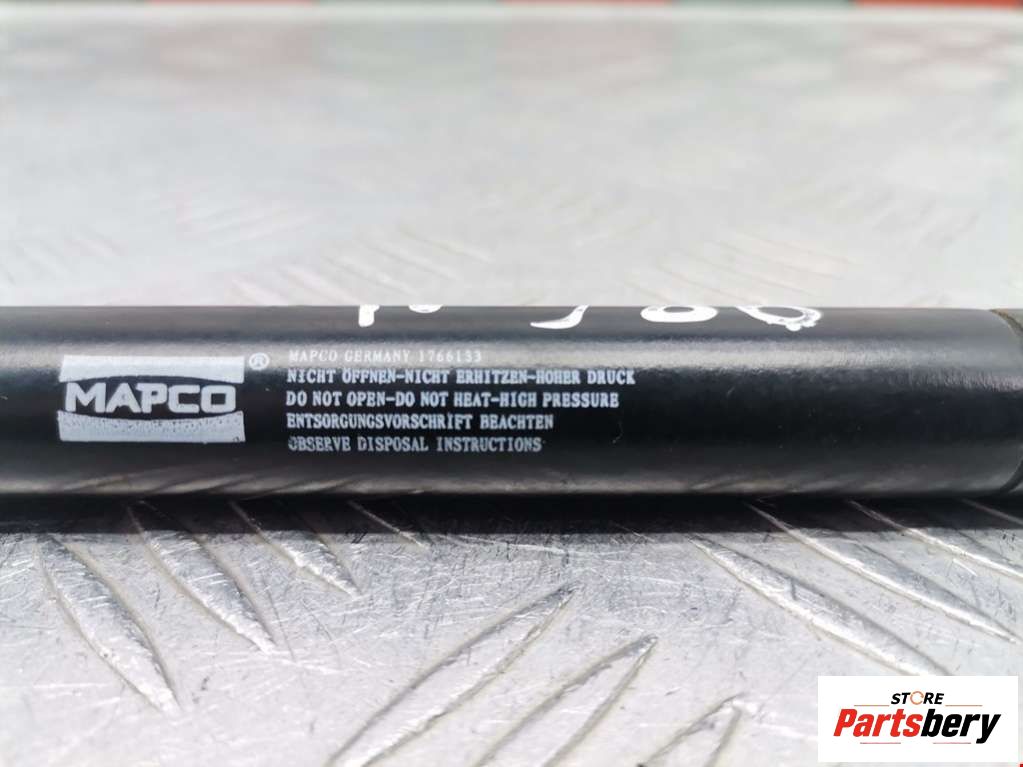 MAPCO®
MAPCO GERMANY 1766133
NICHT ÖFFNEN-NICHT ERHITZEN-HOHER DRUCK
DO NOT OPEN-DO NOT HEAT-HIGH PRESSURE
ENTSORGUNGSVORSCHRIFT BEACHTEN
OBSERVE DISPOSAL INSTRUCTIONS
STORE
Partsbery